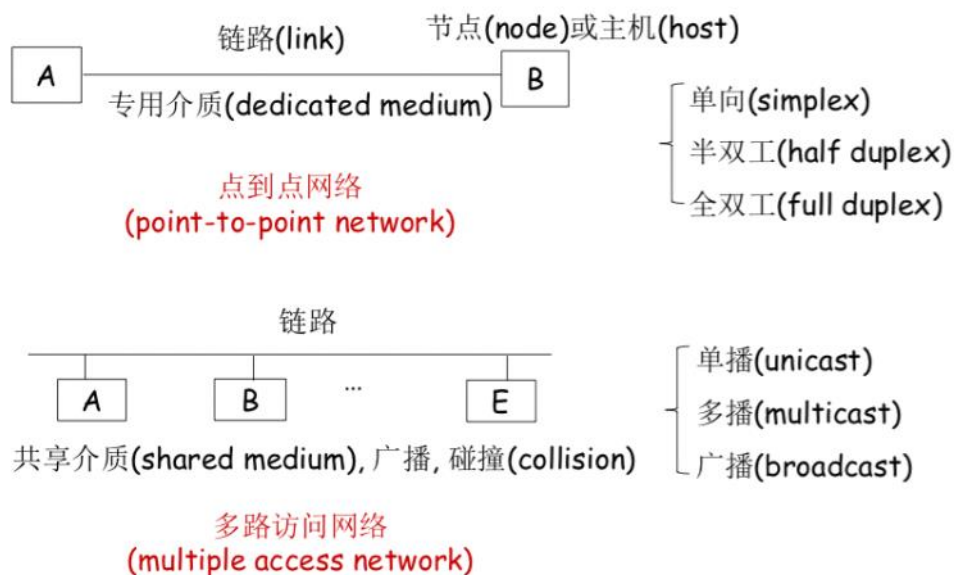 链路(link)
节点(node)或主机(host)
A
B
专用介质(dedicated medium)
点到点网络
(point-to-point network)
单向(simplex)
半双工(half duplex)
全双工(full duplex)
链路
A
B
...
E
共享介质(shared medium), 广播, 碰撞(collision)
多路访问网络
(multiple access network)
单播(unicast)
多播(multicast)
广播(broadcast)